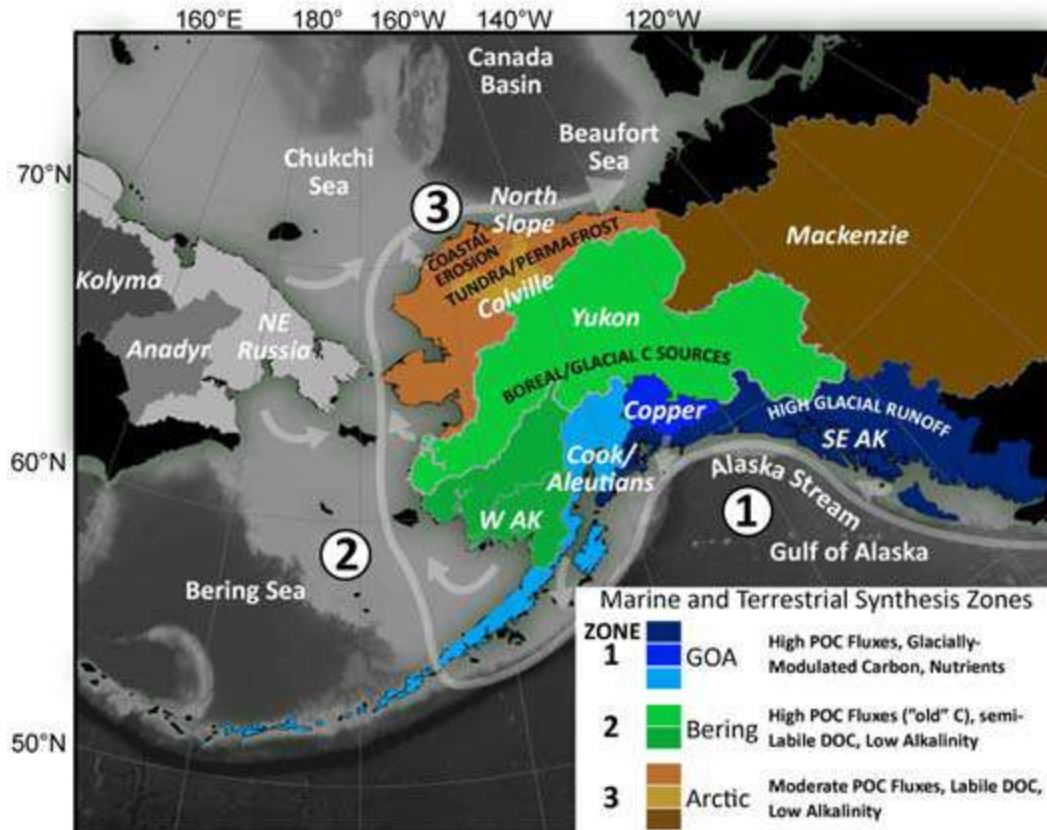 160°E 180° 160°W 140°W 120°W
Canada
Basin
Beaufort
Sea
Chukchi
Sea
70°N
3
North
Slope
COASTAL
EROSION
TUNDRA/PERMAFROST
Colville
Mackenzie
Kolyma
Anadyr
NE
Russia
Yukon
BOREAL/GLACIAL C SOURCES
Copper
HIGH GLACIAL RUNOFF
SE AK
60°N
Cook/
Aleutians
W AK
Alaska Stream
1
Gulf of Alaska
2
Bering Sea
50°N
Marine and Terrestrial Synthesis Zones
ZONE
1 GOA High POC Fluxes, Glacially-
Modulated Carbon, Nutrients
2 Bering High POC Fluxes ("old" C), semi-
Labile DOC, Low Alkalinity
3 Arctic Moderate POC Fluxes, Labile DOC,
Low Alkalinity